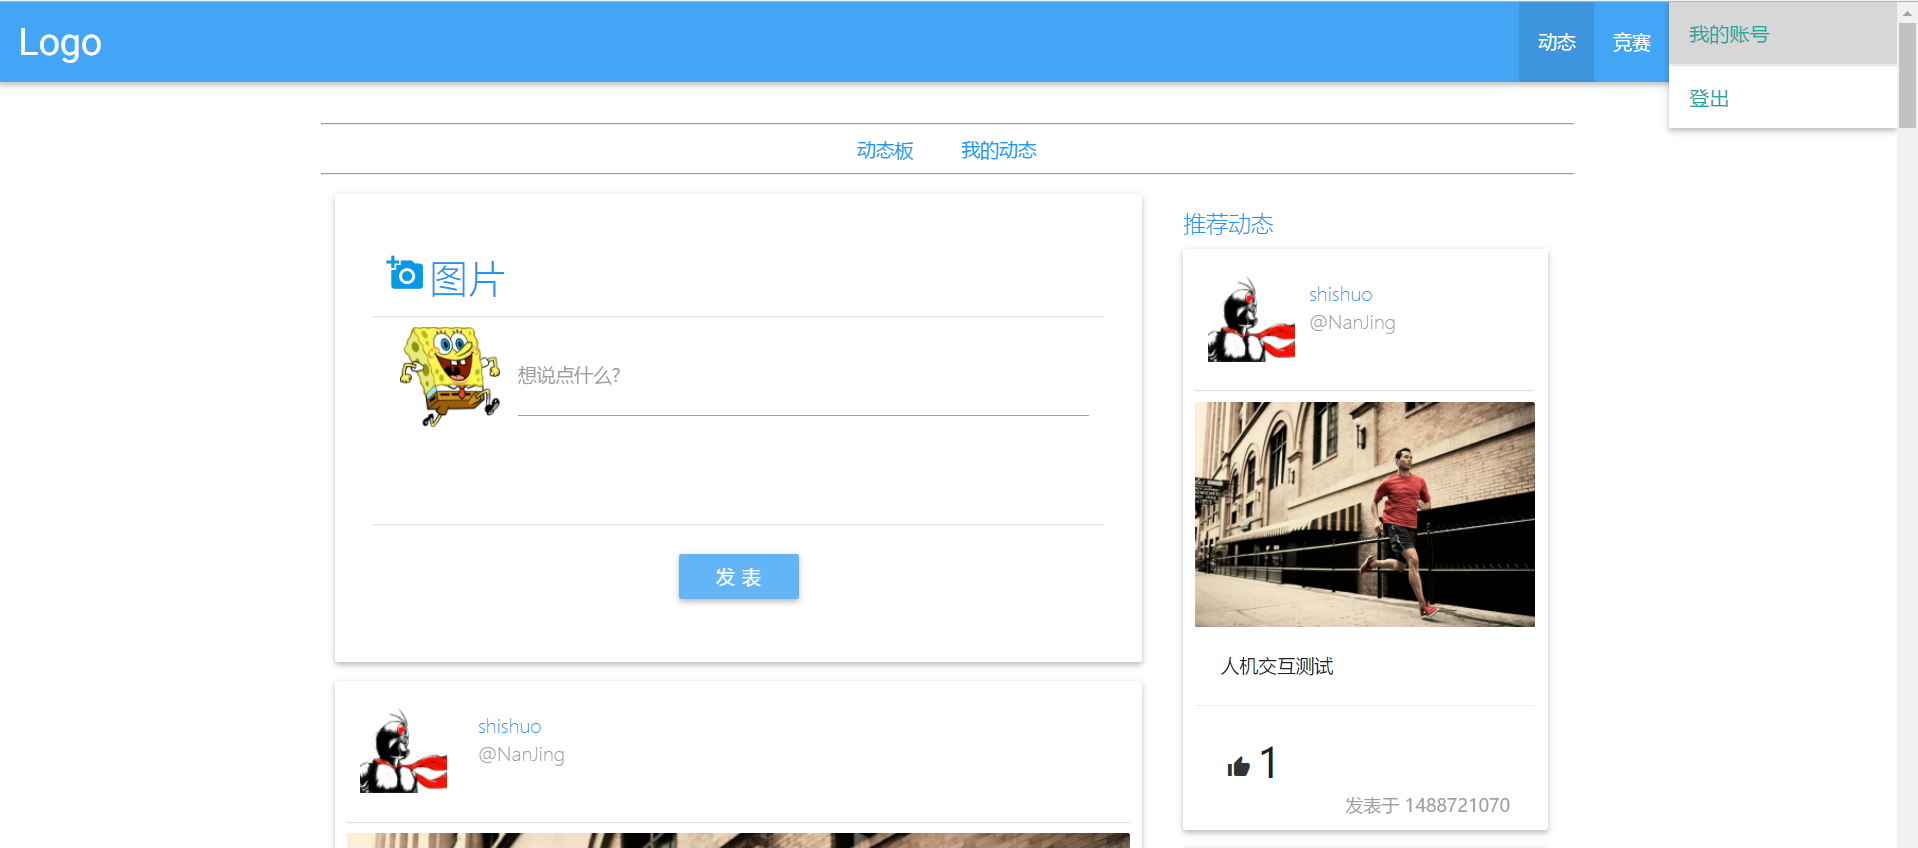 Logo
动态
竞赛
我的账号
登出
动态板
我的动态
图片
想说点什么?
发 表
推荐动态
shishuo
@NanJing
人机交互测试
1
发表于 1488721070
shishuo
@NanJing